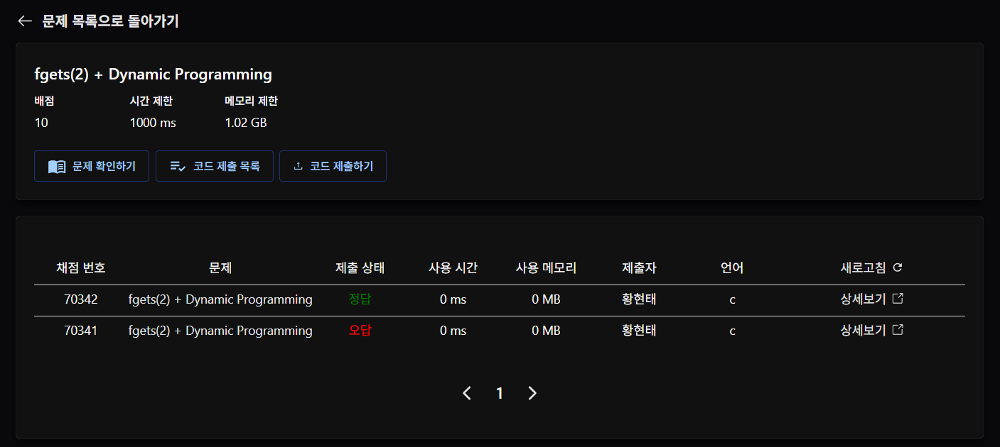 문제 목록으로 돌아가기
fgets(2) + Dynamic Programming
배점 시간 제한 메모리 제한
10 1000 ms 1.02 GB
문제 확인하기 코드 제출 목록 코드 제출하기
채점 번호 문제 제출 상태 사용 시간 사용 메모리 제출자 언어 새로고침
70342 fgets(2) + Dynamic Programming 정답 0 ms 0 MB 황현태 c 상세보기
70341 fgets(2) + Dynamic Programming 오답 0 ms 0 MB 황현태 c 상세보기
1